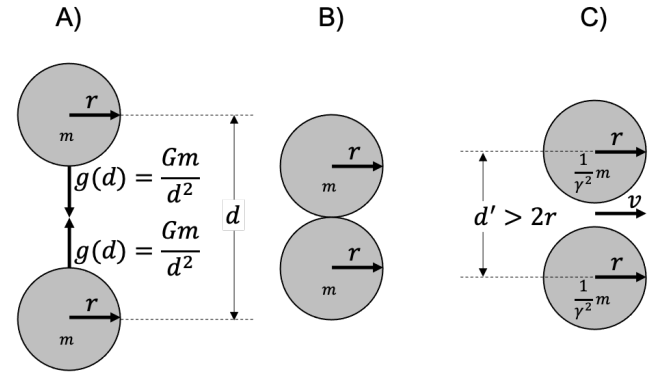 A)
B)
C)
r
m
g(d) = Gm/d²
g(d) = Gm/d²
d
r
m
r
m
r
m
r
1/γ² m
d′ > 2r
v
r
1/γ² m